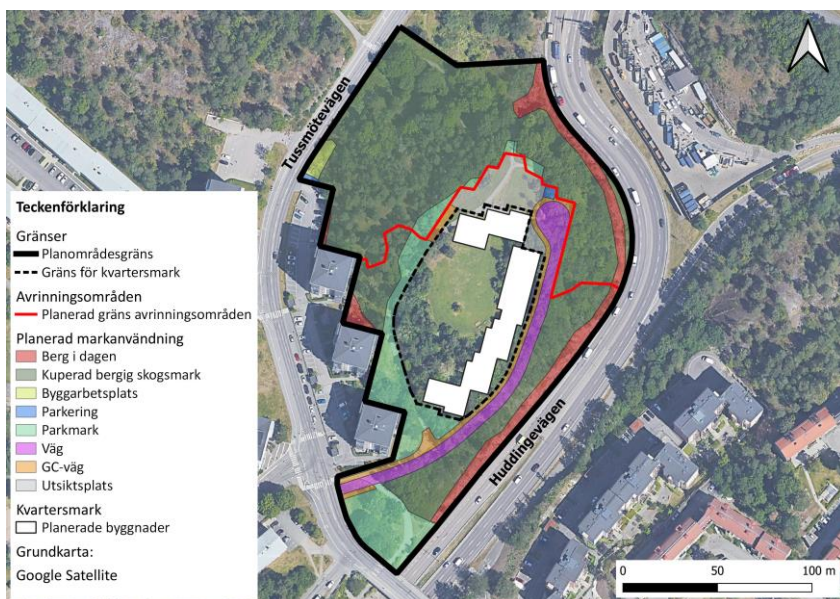 Tussmötevägen
Huddingevägen
Teckenförklaring
Gränser
Planområdesgräns
Gräns för kvartersmark
Avrinningsområden
Planerad gräns avrinningsområden
Planerad markanvändning
Berg i dagen
Kuperad bergig skogsmark
Byggarbetsplats
Parkering
Parkmark
Väg
GC-väg
Utsiktsplats
Kvartersmark
Planerade byggnader
Grundkarta:
Google Satellite
0 50 100 m